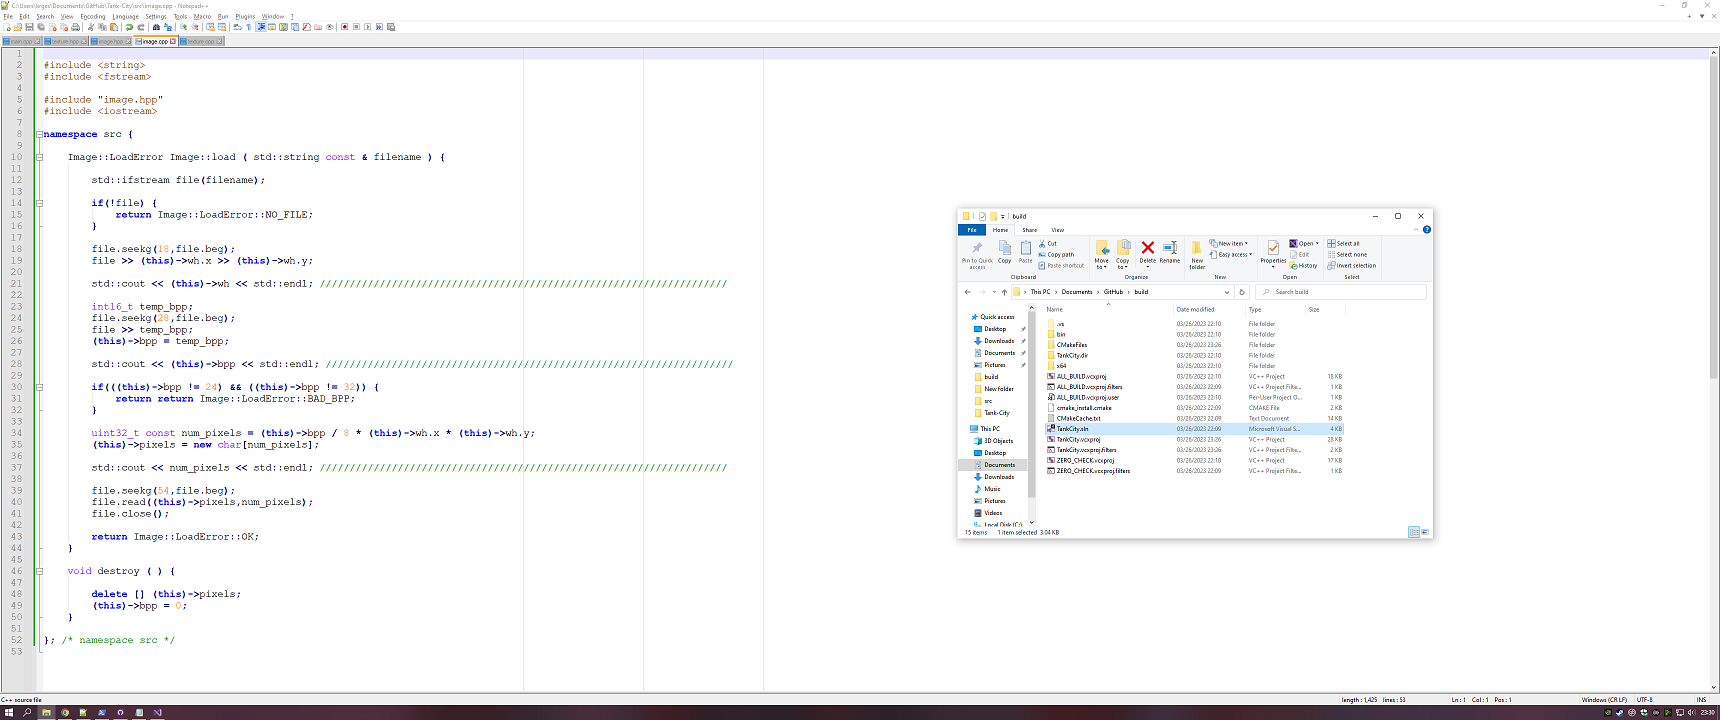 C:\Users\krges\Documents\GitHub\Tank-City\src\image.cpp - Notepad++
File Edit Search View Encoding Language Settings Tools Macro Run Plugins Window ?
main.cpp texture.hpp image.hpp image.cpp texture.cpp
1
2 #include <string>
3 #include <fstream>
4
5 #include "image.hpp"
6 #include <iostream>
7
8 namespace src {
9
10 Image::LoadError Image::load ( std::string const & filename ) {
11
12 std::ifstream file(filename);
13
14 if(!file) {
15 return Image::LoadError::NO_FILE;
16 }
17
18 file.seekg(18,file.beg);
19 file >> (this)->wh.x >> (this)->wh.y;
20
21 std::cout << (this)->wh << std::endl; ////////////////////////////////////////////////////////////////////
22
23 int16_t temp_bpp;
24 file.seekg(28,file.beg);
25 file >> temp_bpp;
26 (this)->bpp = temp_bpp;
27
28 std::cout << (this)->bpp << std::endl; ////////////////////////////////////////////////////////////////////
29
30 if(((this)->bpp != 24) && ((this)->bpp != 32)) {
31 return return Image::LoadError::BAD_BPP;
32 }
33
34 uint32_t const num_pixels = (this)->bpp / 8 * (this)->wh.x * (this)->wh.y;
35 (this)->pixels = new char[num_pixels];
36
37 std::cout << num_pixels << std::endl; ////////////////////////////////////////////////////////////////////
38
39 file.seekg(54,file.beg);
40 file.read((this)->pixels,num_pixels);
41 file.close();
42
43 return Image::LoadError::OK;
44 }
45
46 void destroy ( ) {
47
48 delete [] (this)->pixels;
49 (this)->bpp = 0;
50 }
51
52 }; /* namespace src */
53
build
File Home Share View
Pin to Quick access Copy Paste Cut Copy path Paste shortcut
Move to Copy to Delete Rename New folder New item Easy access
Properties Open Edit History Select all Select none Invert selection
Clipboard Organize New Open Select
This PC > Documents > GitHub > build Search build
Name Date modified Type Size
Quick access
Desktop
Downloads
Documents
Pictures
build
New folder
src
Tank-City
This PC
3D Objects
Desktop
Documents
Downloads
Music
Pictures
Videos
Local Disk (C:)
.vs 03/26/2023 22:10 File folder
bin 03/26/2023 22:10 File folder
CMakeFiles 03/26/2023 23:26 File folder
TankCity.dir 03/26/2023 22:10 File folder
x64 03/26/2023 22:10 File folder
ALL_BUILD.vcxproj 03/26/2023 22:10 VC++ Project 18 KB
ALL_BUILD.vcxproj.filters 03/26/2023 22:09 VC++ Project Filte... 1 KB
ALL_BUILD.vcxproj.user 03/26/2023 22:10 Per-User Project O... 1 KB
cmake_install.cmake 03/26/2023 22:09 CMAKE File 2 KB
CMakeCache.txt 03/26/2023 22:09 Text Document 14 KB
TankCity.sln 03/26/2023 22:09 Microsoft Visual S... 4 KB
TankCity.vcxproj 03/26/2023 23:26 VC++ Project 28 KB
TankCity.vcxproj.filters 03/26/2023 23:26 VC++ Project Filte... 2 KB
ZERO_CHECK.vcxproj 03/26/2023 22:10 VC++ Project 17 KB
ZERO_CHECK.vcxproj.filters 03/26/2023 22:09 VC++ Project Filte... 1 KB
15 items 1 item selected 3.04 KB
C++ source file length : 1,425 lines : 53 Ln : 1 Col : 1 Pos : 1 Windows (CR LF) UTF-8 INS
23:30